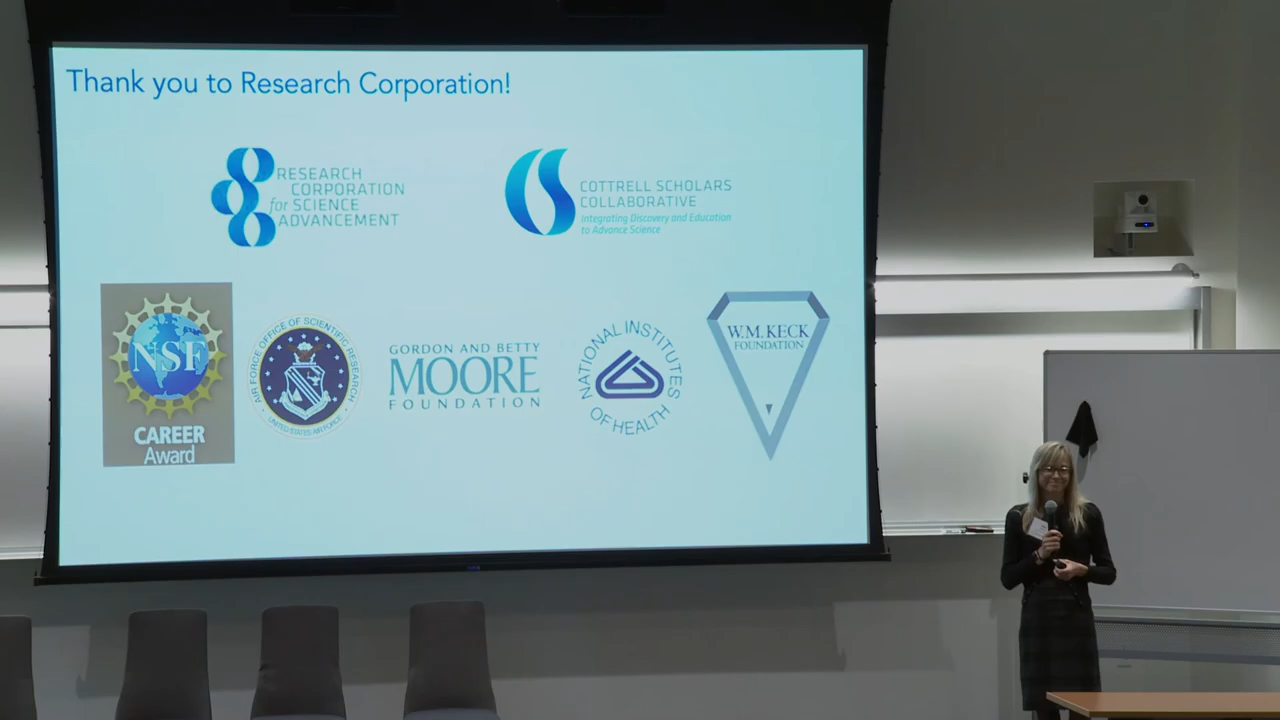 Thank you to Research Corporation!
RESEARCH
CORPORATION
for SCIENCE
ADVANCEMENT
COTTRELL SCHOLARS
COLLABORATIVE
Integrating Discovery and Education
to Advance Science
NSF
CAREER
Award
AIR FORCE OFFICE OF SCIENTIFIC RESEARCH
UNITED STATES AIR FORCE
GORDON AND BETTY
MOORE
FOUNDATION
NATIONAL INSTITUTES
OF HEALTH
W.M. KECK
FOUNDATION